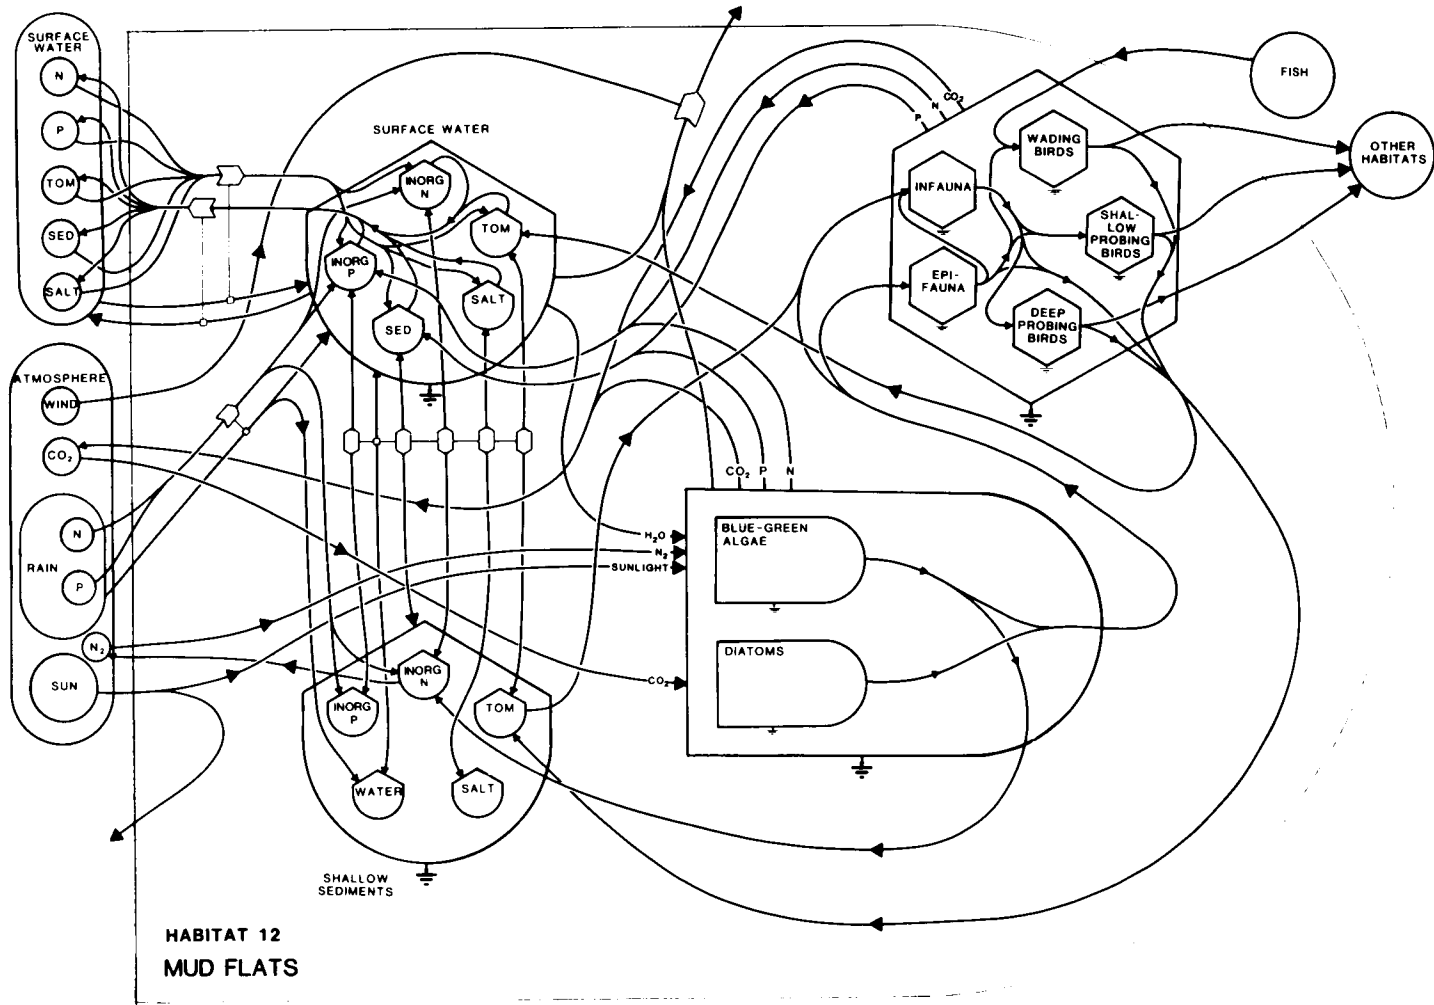 SURFACE
WATER
N
P
TOM
SED
SALT
ATMOSPHERE
WIND
CO₂
RAIN
N
P
N₂
SUN
SURFACE WATER
INORG
N
TOM
INORG
P
SALT
SED
CO₂
N
P
FISH
OTHER
HABITATS
WADING
BIRDS
INFAUNA
SHAL-
LOW
PROBING
BIRDS
EPI-
FAUNA
DEEP
PROBING
BIRDS
CO₂ P N
H₂O
N₂
SUNLIGHT
CO₂
BLUE-GREEN
ALGAE
DIATOMS
INORG
N
INORG
P
TOM
WATER
SALT
SHALLOW
SEDIMENTS
HABITAT 12
MUD FLATS